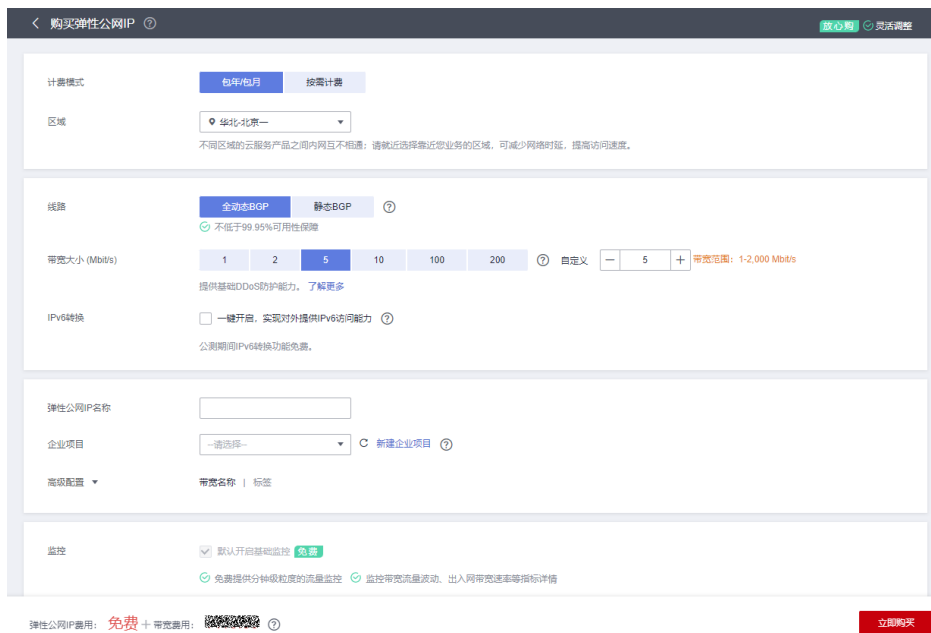 购买弹性公网IP ?
放心购 灵活调整
计费模式 包年/包月 按需计费
区域 华北-北京一
不同区域的云服务产品之间内网互不相通；请就近选择靠近您业务的区域，可减少网络时延，提高访问速度。
线路 全动态BGP 静态BGP ?
不低于99.95%可用性保障
带宽大小 (Mbit/s) 1 2 5 10 100 200 ? 自定义 — 5 + 带宽范围：1-2,000 Mbit/s
提供基础DDoS防护能力。 了解更多
IPv6转换 一键开启，实现对外提供IPv6访问能力 ?
公测期间IPv6转换功能免费。
弹性公网IP名称
企业项目 --请选择-- C 新建企业项目 ?
高级配置 带宽名称 | 标签
监控 默认开启基础监控 免费
免费提供分钟级粒度的流量监控 监控带宽流量波动、出入网带宽速率等指标详情
弹性公网IP费用： 免费 + 带宽费用： ? 立即购买